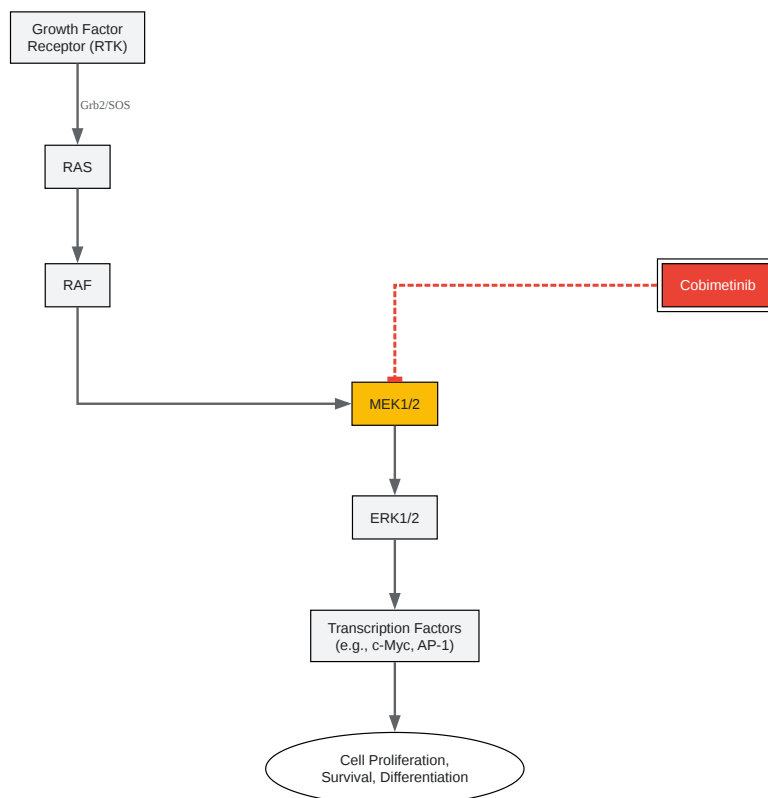 Growth Factor
Receptor (RTK)
Grb2/SOS
RAS
RAF
Cobimetinib
MEK1/2
ERK1/2
Transcription Factors
(e.g., c-Myc, AP-1)
Cell Proliferation,
Survival, Differentiation